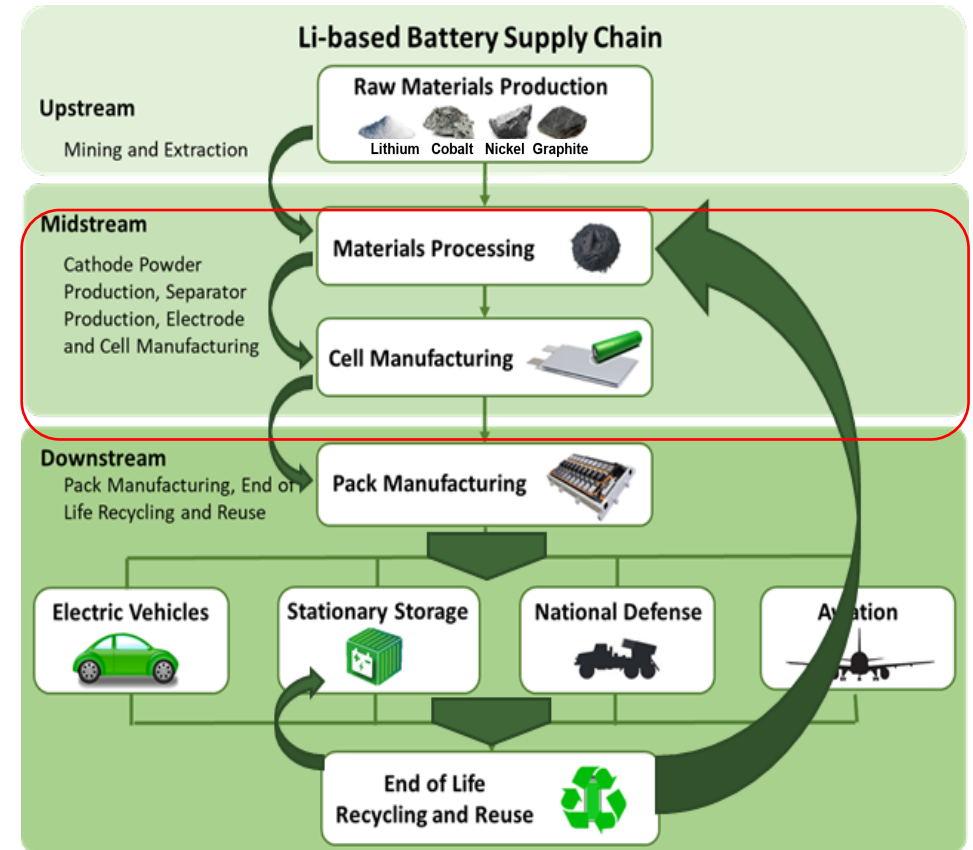 Li-based Battery Supply Chain
Upstream
Mining and Extraction
Raw Materials Production
Lithium Cobalt Nickel Graphite
Midstream
Cathode Powder
Production, Separator
Production, Electrode
and Cell Manufacturing
Materials Processing
Cell Manufacturing
Downstream
Pack Manufacturing, End of
Life Recycling and Reuse
Pack Manufacturing
Electric Vehicles
Stationary Storage
National Defense
Aviation
End of Life
Recycling and Reuse